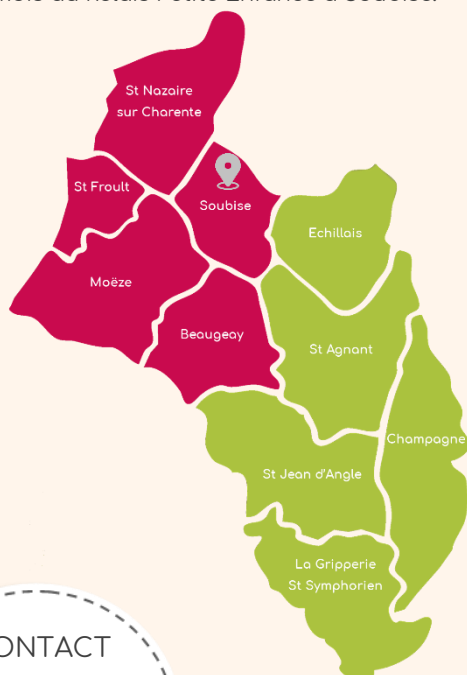 St Nazaire
sur Charente
St Froult
Soubise
Echillais
Moëze
Beaugeay
St Agnant
Champagne
St Jean d'Angle
La Gripperie
St Symphorien